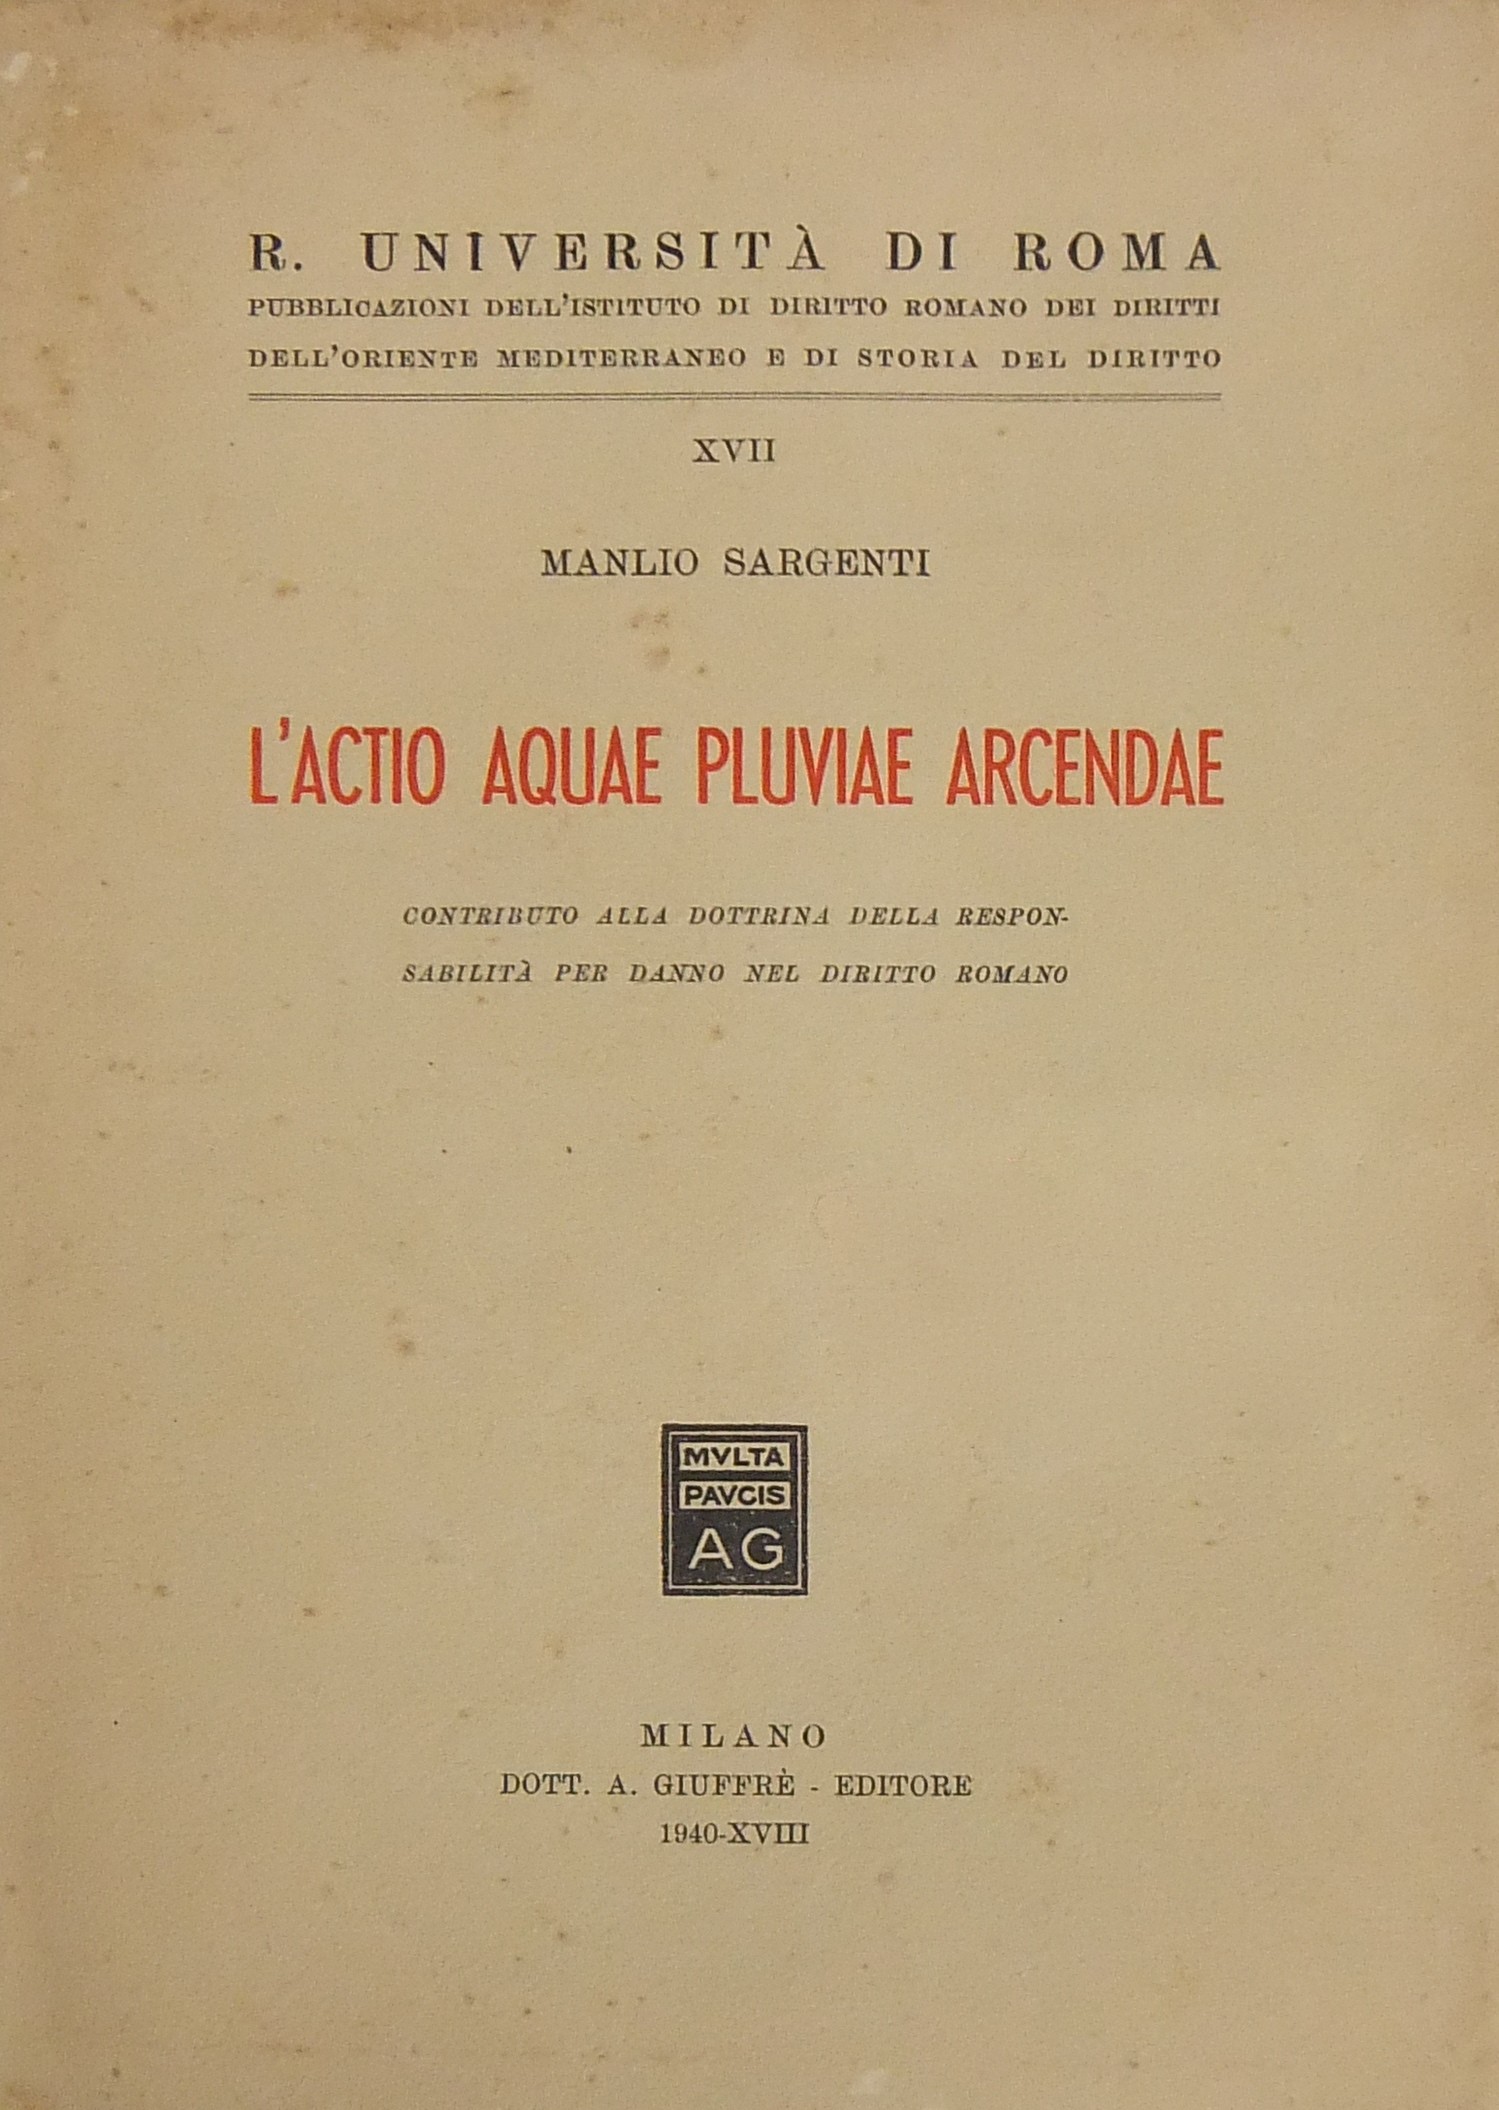 R. UNIVERSITÀ DI ROMA
PUBBLICAZIONI DELL'ISTITUTO DI DIRITTO ROMANO DEI DIRITTI
DELL'ORIENTE MEDITERRANEO E DI STORIA DEL DIRITTO
XVII
MANLIO SARGENTI
L'ACTIO AQUAE PLUVIAE ARCENDAE
CONTRIBUTO ALLA DOTTRINA DELLA RESPON-
SABILITÀ PER DANNO NEL DIRITTO ROMANO
MVLTA
PAVCIS
AG
MILANO
DOTT. A. GIUFFRÈ - EDITORE
1940-XVIII